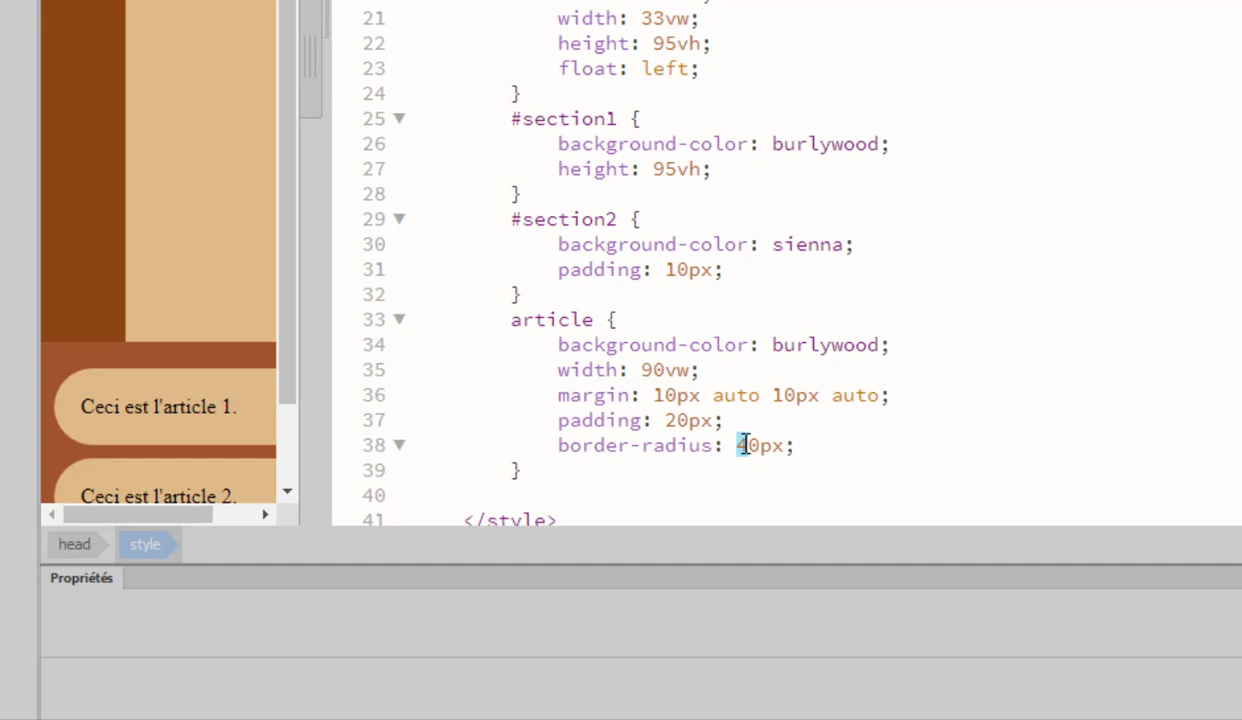 21 width: 33vw;
22 height: 95vh;
23 float: left;
24 }
25 #section1 {
26 background-color: burlywood;
27 height: 95vh;
28 }
29 #section2 {
30 background-color: sienna;
31 padding: 10px;
32 }
33 article {
34 background-color: burlywood;
35 width: 90vw;
36 margin: 10px auto 10px auto;
37 padding: 20px;
38 border-radius: 40px;
39 }
40
41 </style>
Ceci est l'article 1.
Ceci est l'article 2.
head
style
Propriétés